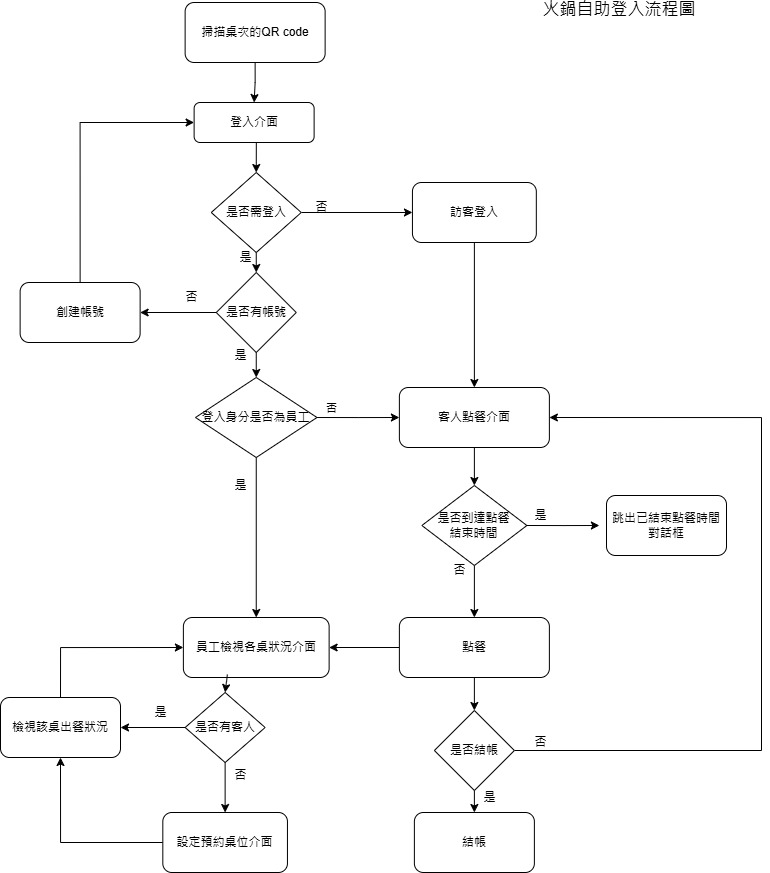 火鍋自助登入流程圖
掃描桌次的QR code
登入介面
是否需登入
否
訪客登入
是
創建帳號
否
是否有帳號
是
登入身分是否為員工
否
客人點餐介面
是
是否到達點餐
結束時間
是
跳出已結束點餐時間
對話框
否
員工檢視各桌狀況介面
點餐
檢視該桌出餐狀況
是
是否有客人
是否結帳
否
否
是
設定預約桌位介面
結帳